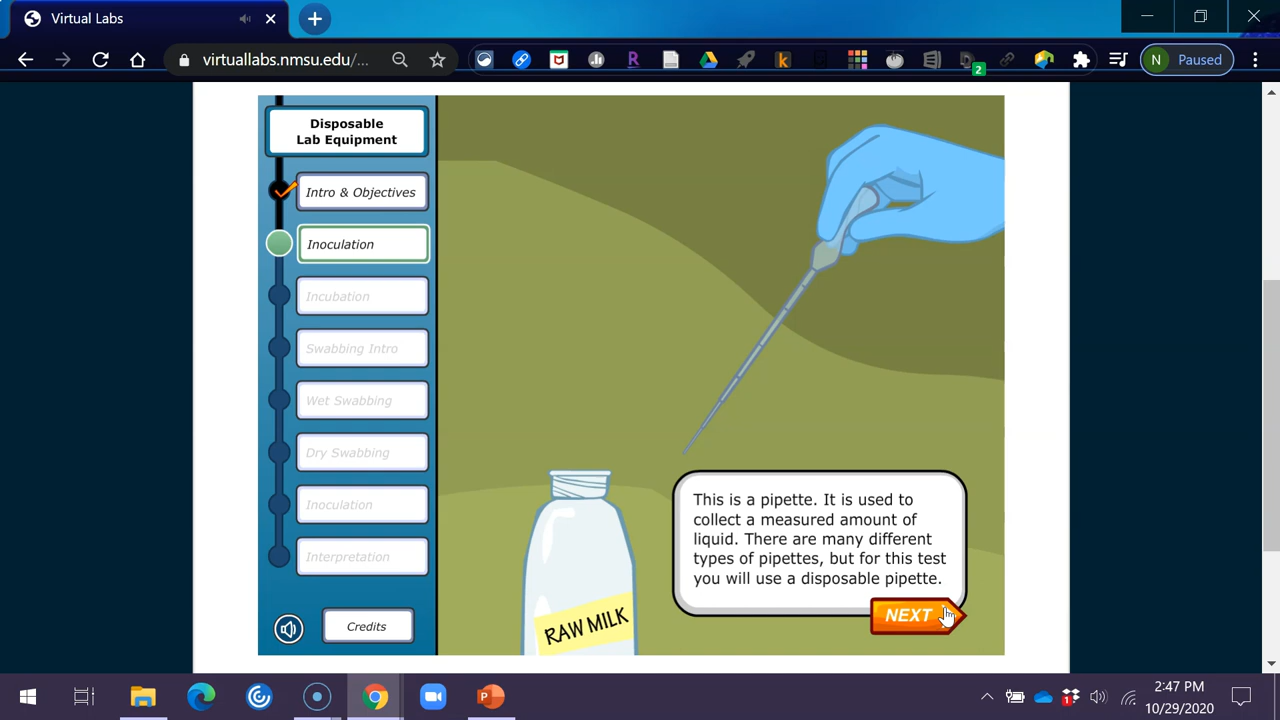 Virtual Labs
virtuallabs.nmsu.edu/...
2
N Paused
Disposable
Lab Equipment
Intro & Objectives
Inoculation
Incubation
Swabbing Intro
Wet Swabbing
Dry Swabbing
Inoculation
Interpretation
Credits
RAW MILK
This is a pipette. It is used to
collect a measured amount of
liquid. There are many different
types of pipettes, but for this test
you will use a disposable pipette.
NEXT
2:47 PM
10/29/2020